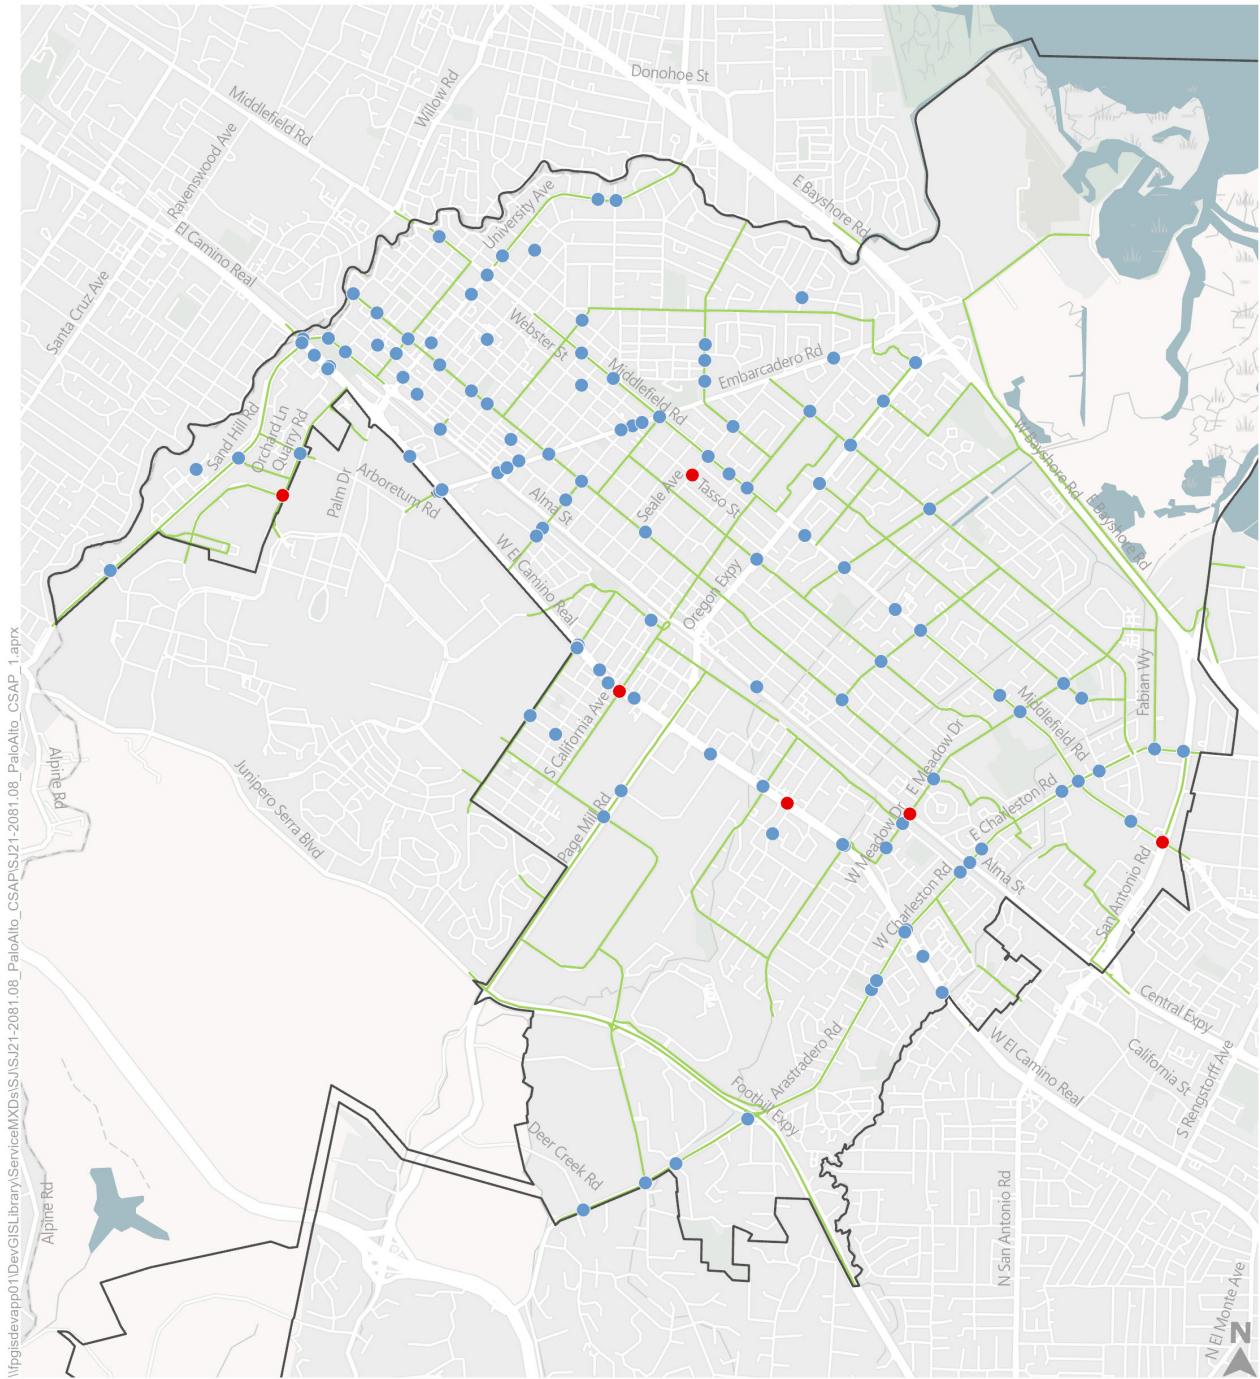 Donohoe St
Willow Rd
Middlefield Rd
Ravenswood Ave
El Camino Real
Santa Cruz Ave
University Ave
E Bayshore Rd
Webster St
Middlefield Rd
Embarcadero Rd
Sand Hill Rd
Orchard Ln
Quarry Rd
Palm Dr
Arboretum Rd
Alma St
Seale Ave
Tasso St
W Bayshore Rd
E Bayshore Rd
W El Camino Real
Oregon Expy
S California Ave
Fabian Wy
Middlefield Rd
E Meadow Dr
Alpine Rd
Junipero Serra Blvd
Page Mill Rd
W Meadow Dr
E Charleston Rd
Alma St
W Charleston Rd
San Antonio Rd
Central Expy
California St
S Rengstorff Ave
W El Camino Real
Arastradero Rd
Foothill Expy
Deer Creek Rd
Alpine Rd
N San Antonio Rd
N El Monte Ave
N
\\fpgisdevapp01\DevGISLibrary\ServiceMXDs\SJ\SJ21-2081.08_PaloAlto_CSAP\SJ21-2081.08_PaloAlto_CSAP_1.aprx